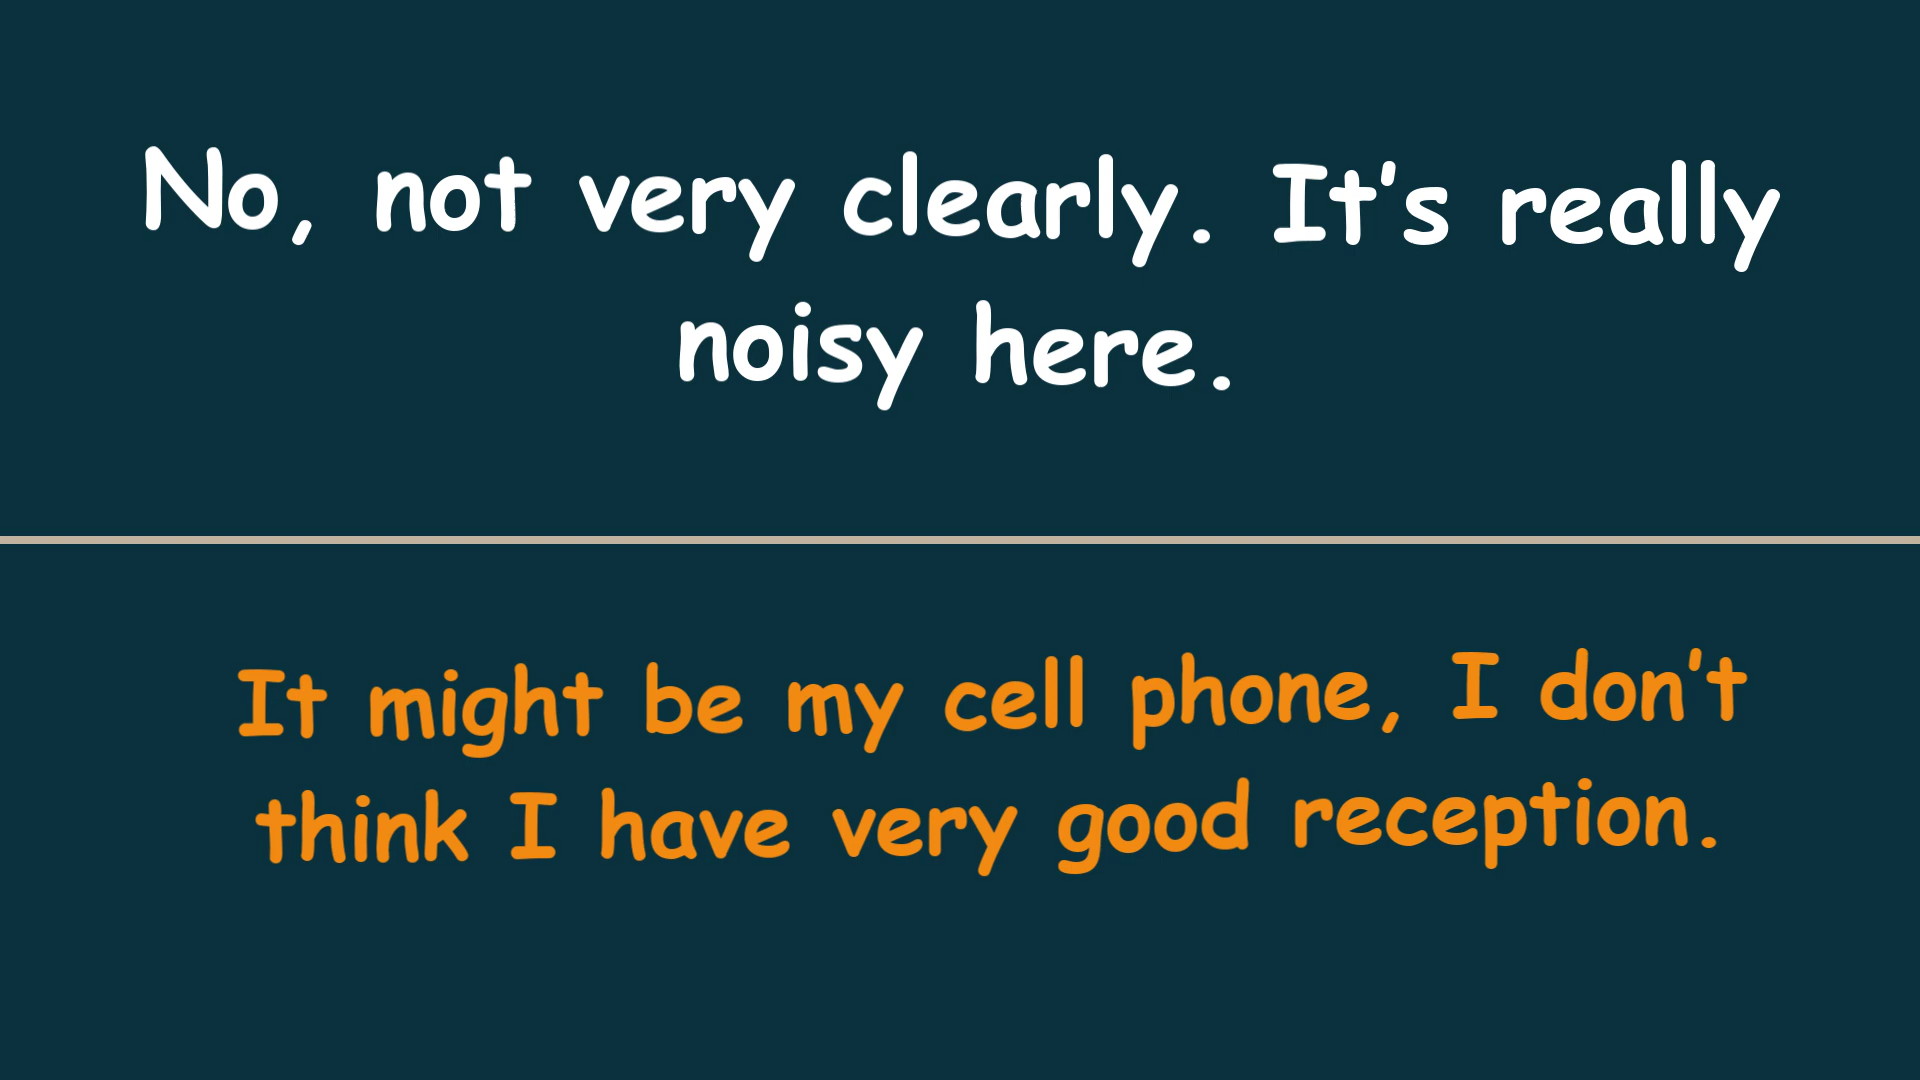 No, not very clearly. It's really
noisy here.
It might be my cell phone, I don't
think I have very good reception.